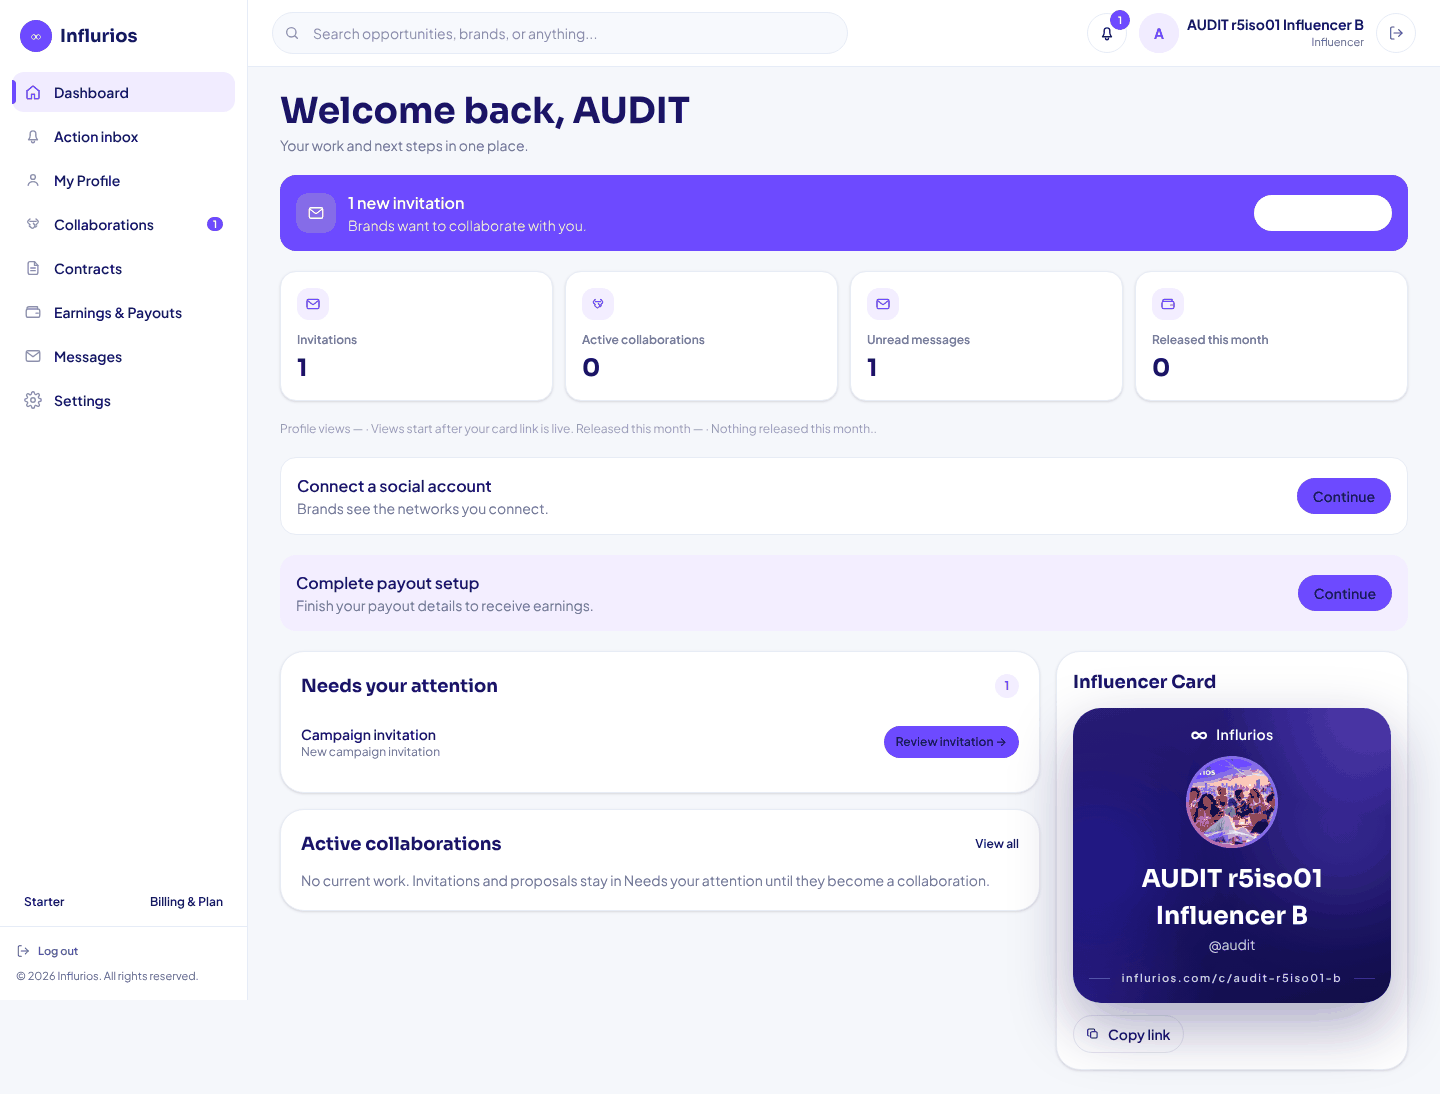 ∞ Influrios
Search opportunities, brands, or anything...
1
A
AUDIT r5iso01 Influencer B
Influencer
Dashboard
Action inbox
My Profile
Collaborations
1
Contracts
Earnings & Payouts
Messages
Settings
Starter
Billing & Plan
Log out
© 2026 Influrios. All rights reserved.
Welcome back, AUDIT
Your work and next steps in one place.
1 new invitation
Brands want to collaborate with you.
Invitations
1
Active collaborations
0
Unread messages
1
Released this month
0
Profile views — · Views start after your card link is live. Released this month — · Nothing released this month..
Connect a social account
Brands see the networks you connect.
Continue
Complete payout setup
Finish your payout details to receive earnings.
Continue
Needs your attention
1
Campaign invitation
New campaign invitation
Review invitation →
Active collaborations
View all
No current work. Invitations and proposals stay in Needs your attention until they become a collaboration.
Influencer Card
∞ Influrios
AUDIT r5iso01
Influencer B
@audit
influrios.com/c/audit-r5iso01-b
Copy link